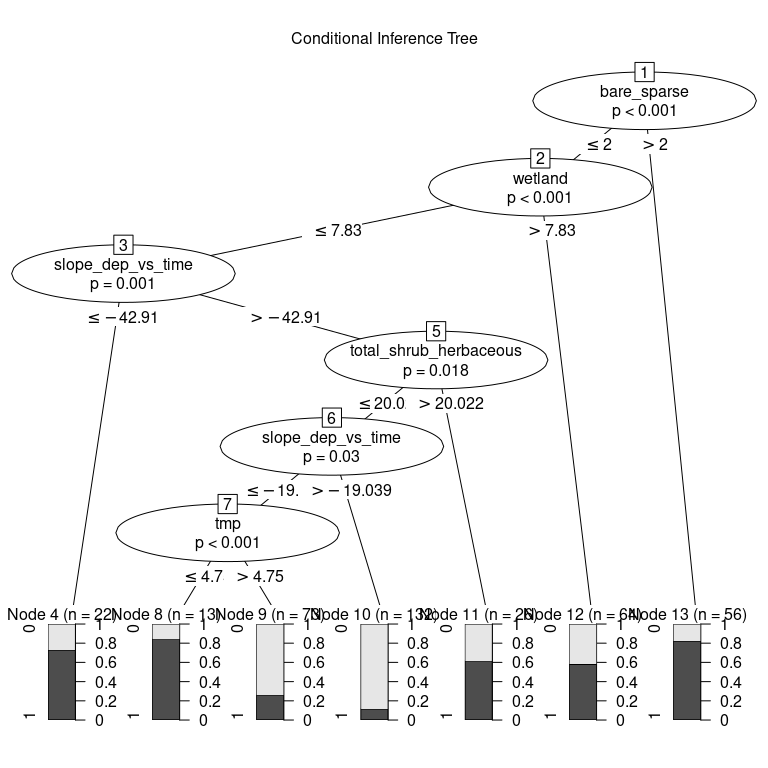 Conditional Inference Tree
1
bare_sparse
p < 0.001
≤ 2 > 2
2
wetland
p < 0.001
≤ 7.83 > 7.83
3
slope_dep_vs_time
p = 0.001
≤ −42.91 > −42.91
5
total_shrub_herbaceous
p = 0.018
≤ 20.0 > 20.022
6
slope_dep_vs_time
p = 0.03
≤ −19. > −19.039
7
tmp
p < 0.001
≤ 4.7 > 4.75
Node 4 (n = 22) Node 8 (n = 13) Node 9 (n = Node 10 (n = 132) Node 11 (n = Node 12 (n = 64) Node 13 (n = 56)
0 1 0 1 0 1 0 1 0 1 0 1 0 1
0.8 0.8 0.8 0.8 0.8 0.8 0.8
0.6 0.6 0.6 0.6 0.6 0.6 0.6
0.4 0.4 0.4 0.4 0.4 0.4 0.4
0.2 0.2 0.2 0.2 0.2 0.2 0.2
1 0 1 0 1 0 1 0 1 0 1 0 1 0